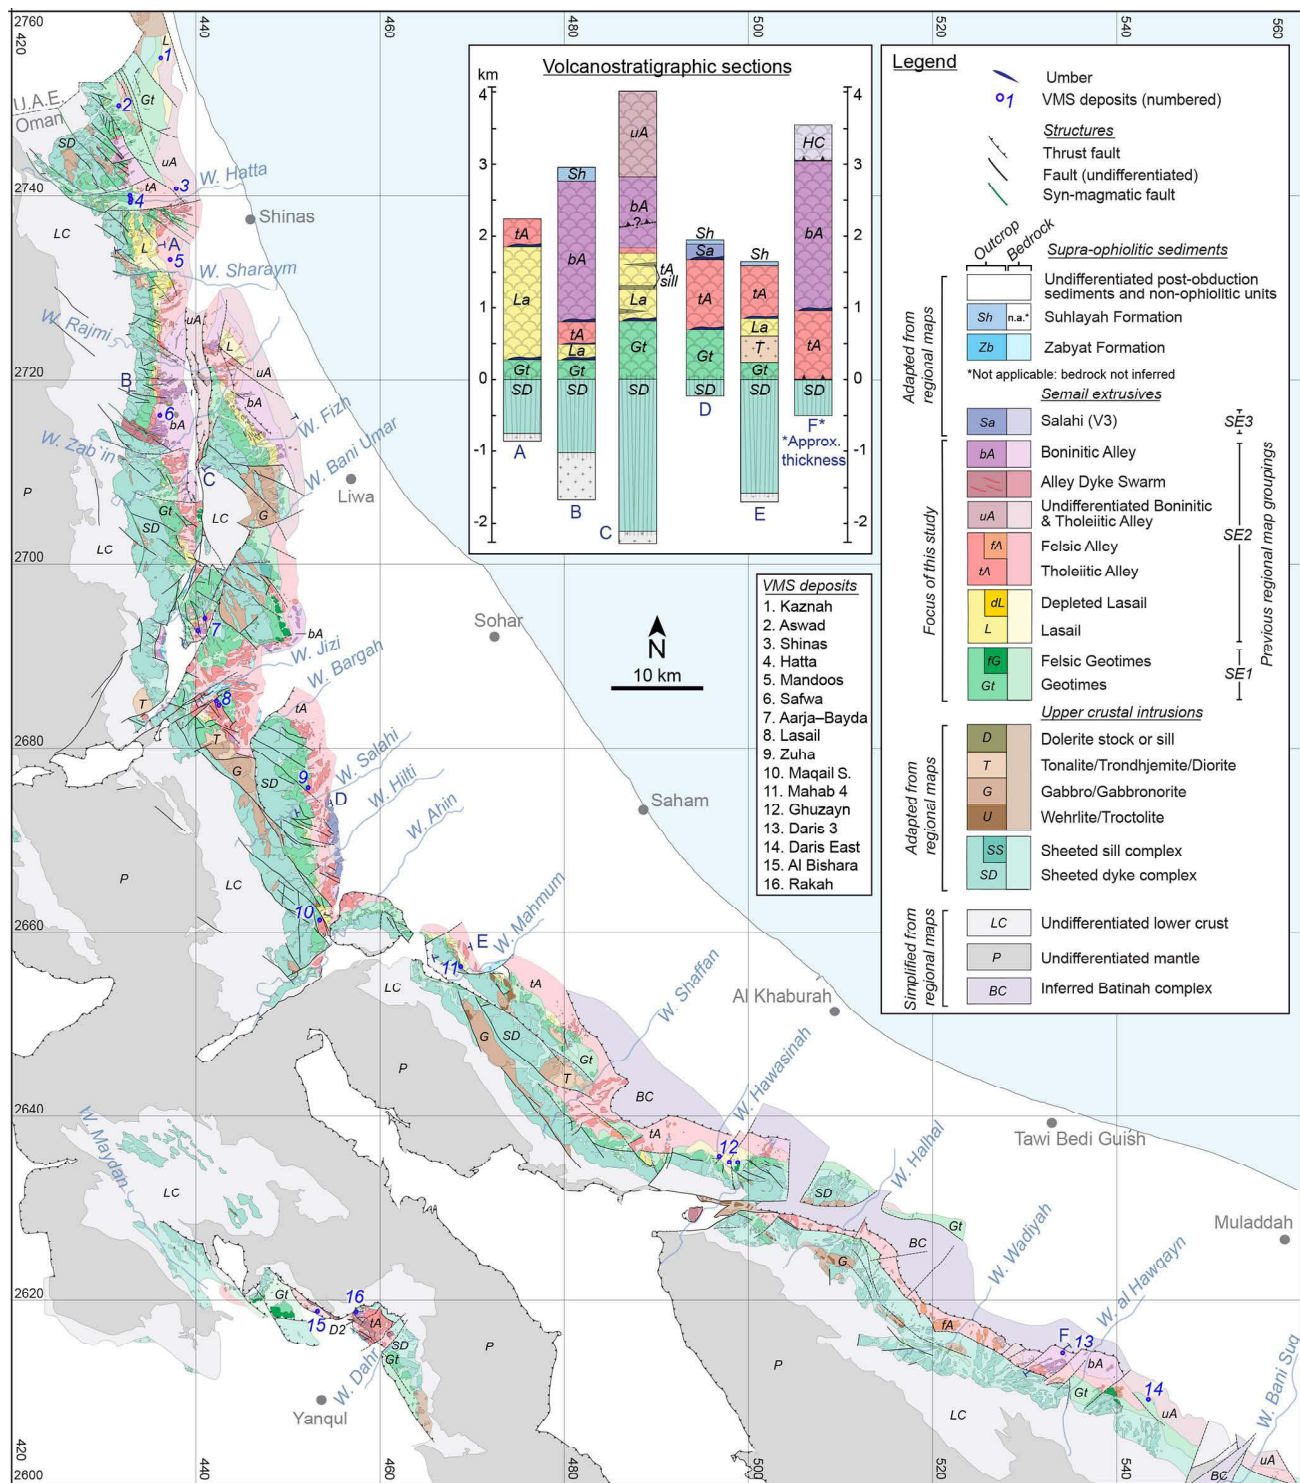 2760
420
440
460
480
500
520
540
560
U.A.E.
Oman
L
1
2
Gt
SD
uA
W. Hatta
tA
3
4
2740
Shinas
LC
L
A
5
W. Sharaym
W. Rajmi
uA
L
2720
uA
B
bA
6
bA
W. Fizh
W. Zab'in
W. Bani Umar
P
C
Liwa
Gt
LC
G
SD
LC
2700
Sohar
7
bA
W. Jizi
W. Bargah
T
8
tA
T
2680
G
SD
9
W. Salahi
D
W. Hilti
Saham
W. Ahin
P
LC
10
2660
E
W. Mahmum
11
LC
tA
W. Shaffan
Al Khaburah
G
SD
Gt
P
T
BC
W. Hawasinah
2640
tA
12
Tawi Bedi Guish
W. Maydan
W. Halhal
LC
SD
Gt
Muladdah
BC
W. Wadiyah
G
W. al Hawqayn
2620
Gt
16
15
D2
tA
fA
SD
F
13
P
P
bA
Gt
W. Dahr
Gt
14
W. Bani Suq
Yanqul
LC
uA
uA
BC
420
2600
440
460
480
500
520
540
N
10 km
Volcanostratigraphic sections
km
4
3
2
1
0
-1
-2
4
3
2
1
0
-1
-2
tA
La
Gt
SD
A
Sh
bA
tA
La
Gt
SD
B
uA
bA
?
tA
sill
La
Gt
SD
C
Sh
Sa
tA
Gt
SD
D
Sh
tA
La
T
Gt
SD
E
HC
bA
tA
SD
F*
*Approx.
thickness
VMS deposits
1. Kaznah
2. Aswad
3. Shinas
4. Hatta
5. Mandoos
6. Safwa
7. Aarja–Bayda
8. Lasail
9. Zuha
10. Maqail S.
11. Mahab 4
12. Ghuzayn
13. Daris 3
14. Daris East
15. Al Bishara
16. Rakah
Legend
Umber
1 VMS deposits (numbered)
Structures
Thrust fault
Fault (undifferentiated)
Syn-magmatic fault
Outcrop
Bedrock
Supra-ophiolitic sediments
Undifferentiated post-obduction
sediments and non-ophiolitic units
Sh n.a.* Suhlayah Formation
Zb Zabyat Formation
*Not applicable: bedrock not inferred
Adapted from
regional maps
Semail extrusives
Sa Salahi (V3)
bA Boninitic Alley
Alley Dyke Swarm
uA Undifferentiated Boninitic
& Tholeiitic Alley
fA Felsic Alley
tA Tholeiitic Alley
dL Depleted Lasail
L Lasail
fG Felsic Geotimes
Gt Geotimes
Focus of this study
SE3
SE2
SE1
Previous regional map groupings
Upper crustal intrusions
D Dolerite stock or sill
T Tonalite/Trondhjemite/Diorite
G Gabbro/Gabbronorite
U Wehrlite/Troctolite
SS Sheeted sill complex
SD Sheeted dyke complex
Adapted from
regional maps
LC Undifferentiated lower crust
P Undifferentiated mantle
BC Inferred Batinah complex
Simplified from
regional maps